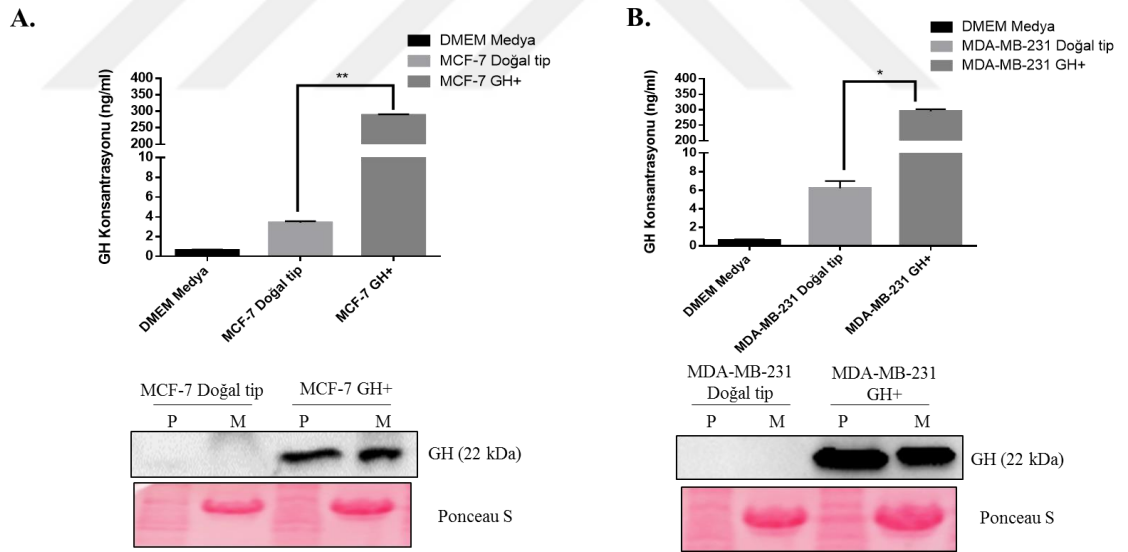 A.
DMEM Medya
MCF-7 Doğal tip
MCF-7 GH+
GH Konsantrasyonu (ng/ml)
400
350
300
250
200
10
8
6
4
2
0
**
DMEM Medya
MCF-7 Doğal tip
MCF-7 GH+
MCF-7 Doğal tip MCF-7 GH+
P M P M
GH (22 kDa)
Ponceau S
B.
DMEM Medya
MDA-MB-231 Doğal tip
MDA-MB-231 GH+
GH Konsantrasyonu (ng/ml)
400
350
300
250
200
10
8
6
4
2
0
*
DMEM Medya
MDA-MB-231 Doğal tip
MDA-MB-231 GH+
MDA-MB-231 MDA-MB-231
Doğal tip GH+
P M P M
GH (22 kDa)
Ponceau S